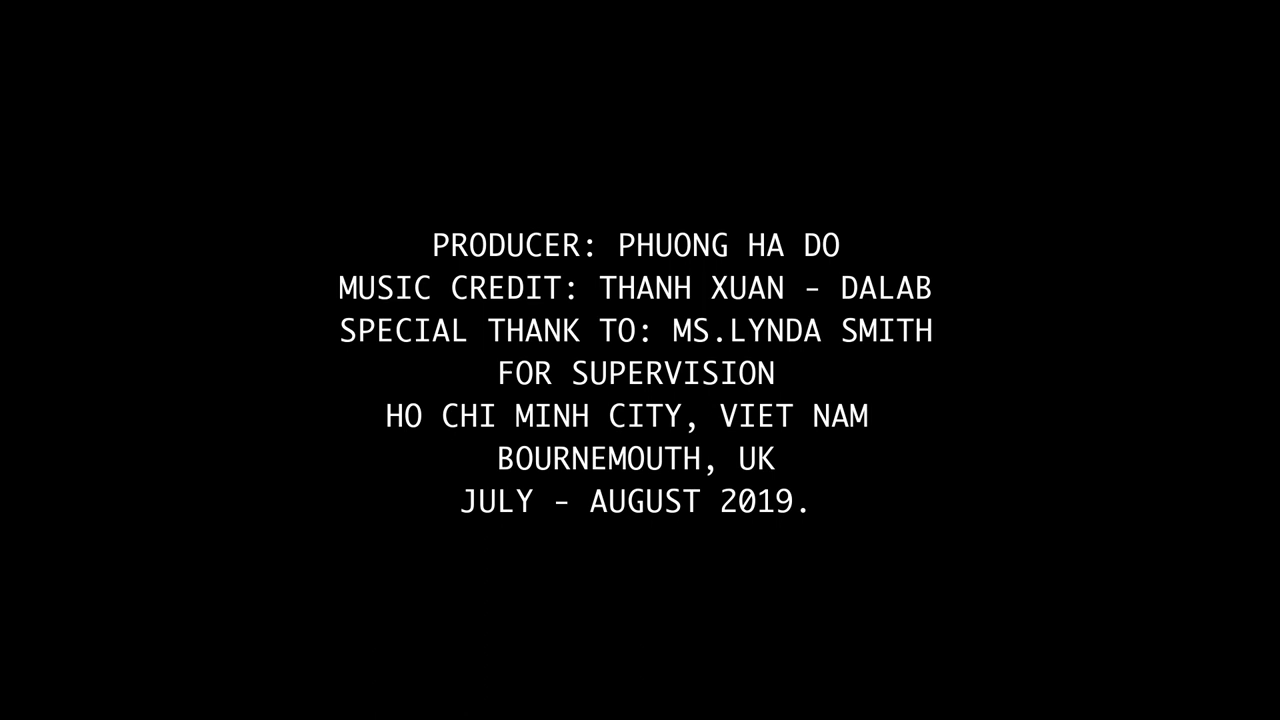 PRODUCER: PHUONG HA DO
MUSIC CREDIT: THANH XUAN - DALAB
SPECIAL THANK TO: MS.LYNDA SMITH
FOR SUPERVISION
HO CHI MINH CITY, VIET NAM
BOURNEMOUTH, UK
JULY - AUGUST 2019.